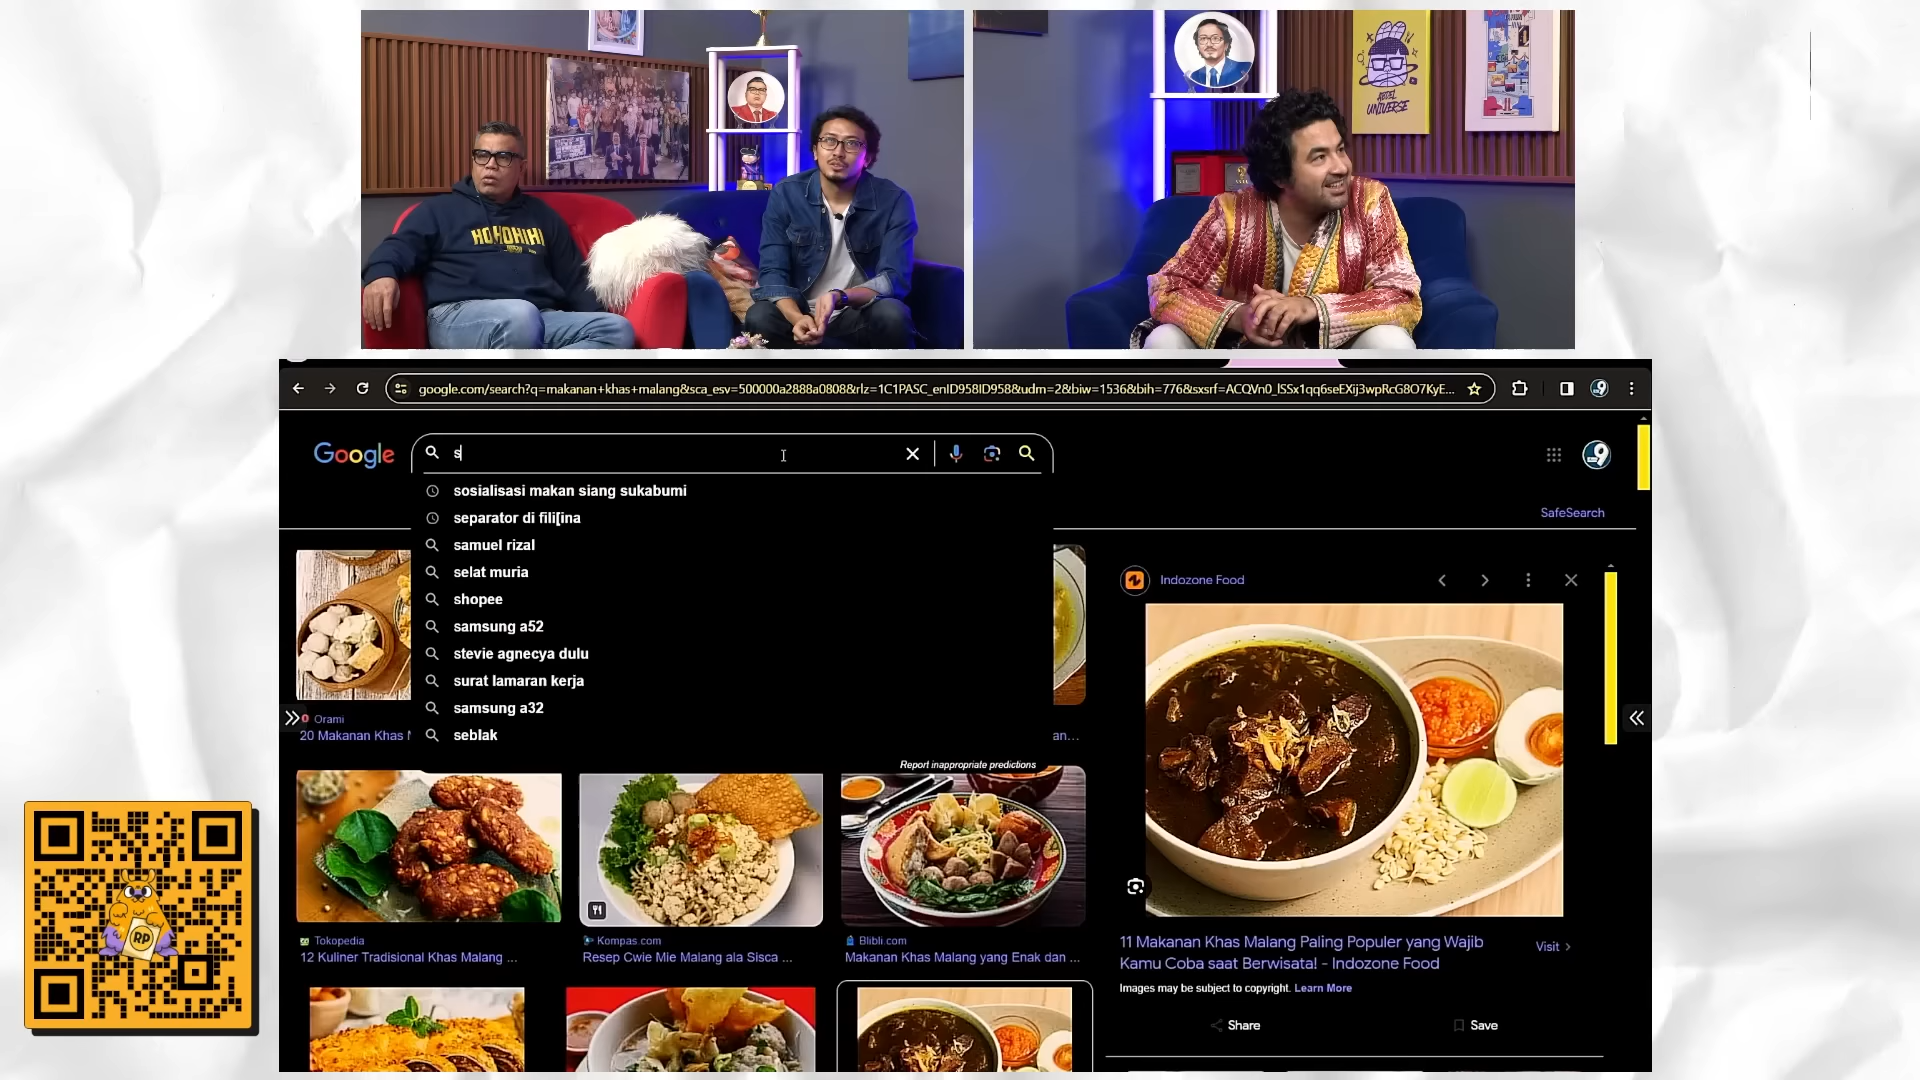 HOHOHIHI
ABDEL
UNIVERSE
google.com/search?q=makanan+khas+malang&sca_esv=500000a2888a0808&rlz=1C1PASC_enID958ID958&udm=2&biw=1536&bih=776&sxsrf=ACQVn0_lSSx1qq6seEXij3wpRcG8O7KyE...
Google
s
sosialisasi makan siang sukabumi
separator di fili[ina
samuel rizal
selat muria
shopee
samsung a52
stevie agnecya dulu
surat lamaran kerja
samsung a32
seblak
Report inappropriate predictions
SafeSearch
Orami
20 Makanan Khas
an...
Tokopedia
12 Kuliner Tradisional Khas Malang ...
Kompas.com
Resep Cwie Mie Malang ala Sisca ...
Blibli.com
Makanan Khas Malang yang Enak dan ...
Indozone Food
11 Makanan Khas Malang Paling Populer yang Wajib
Kamu Coba saat Berwisata! - Indozone Food
Visit
Images may be subject to copyright. Learn More
Share
Save
RP